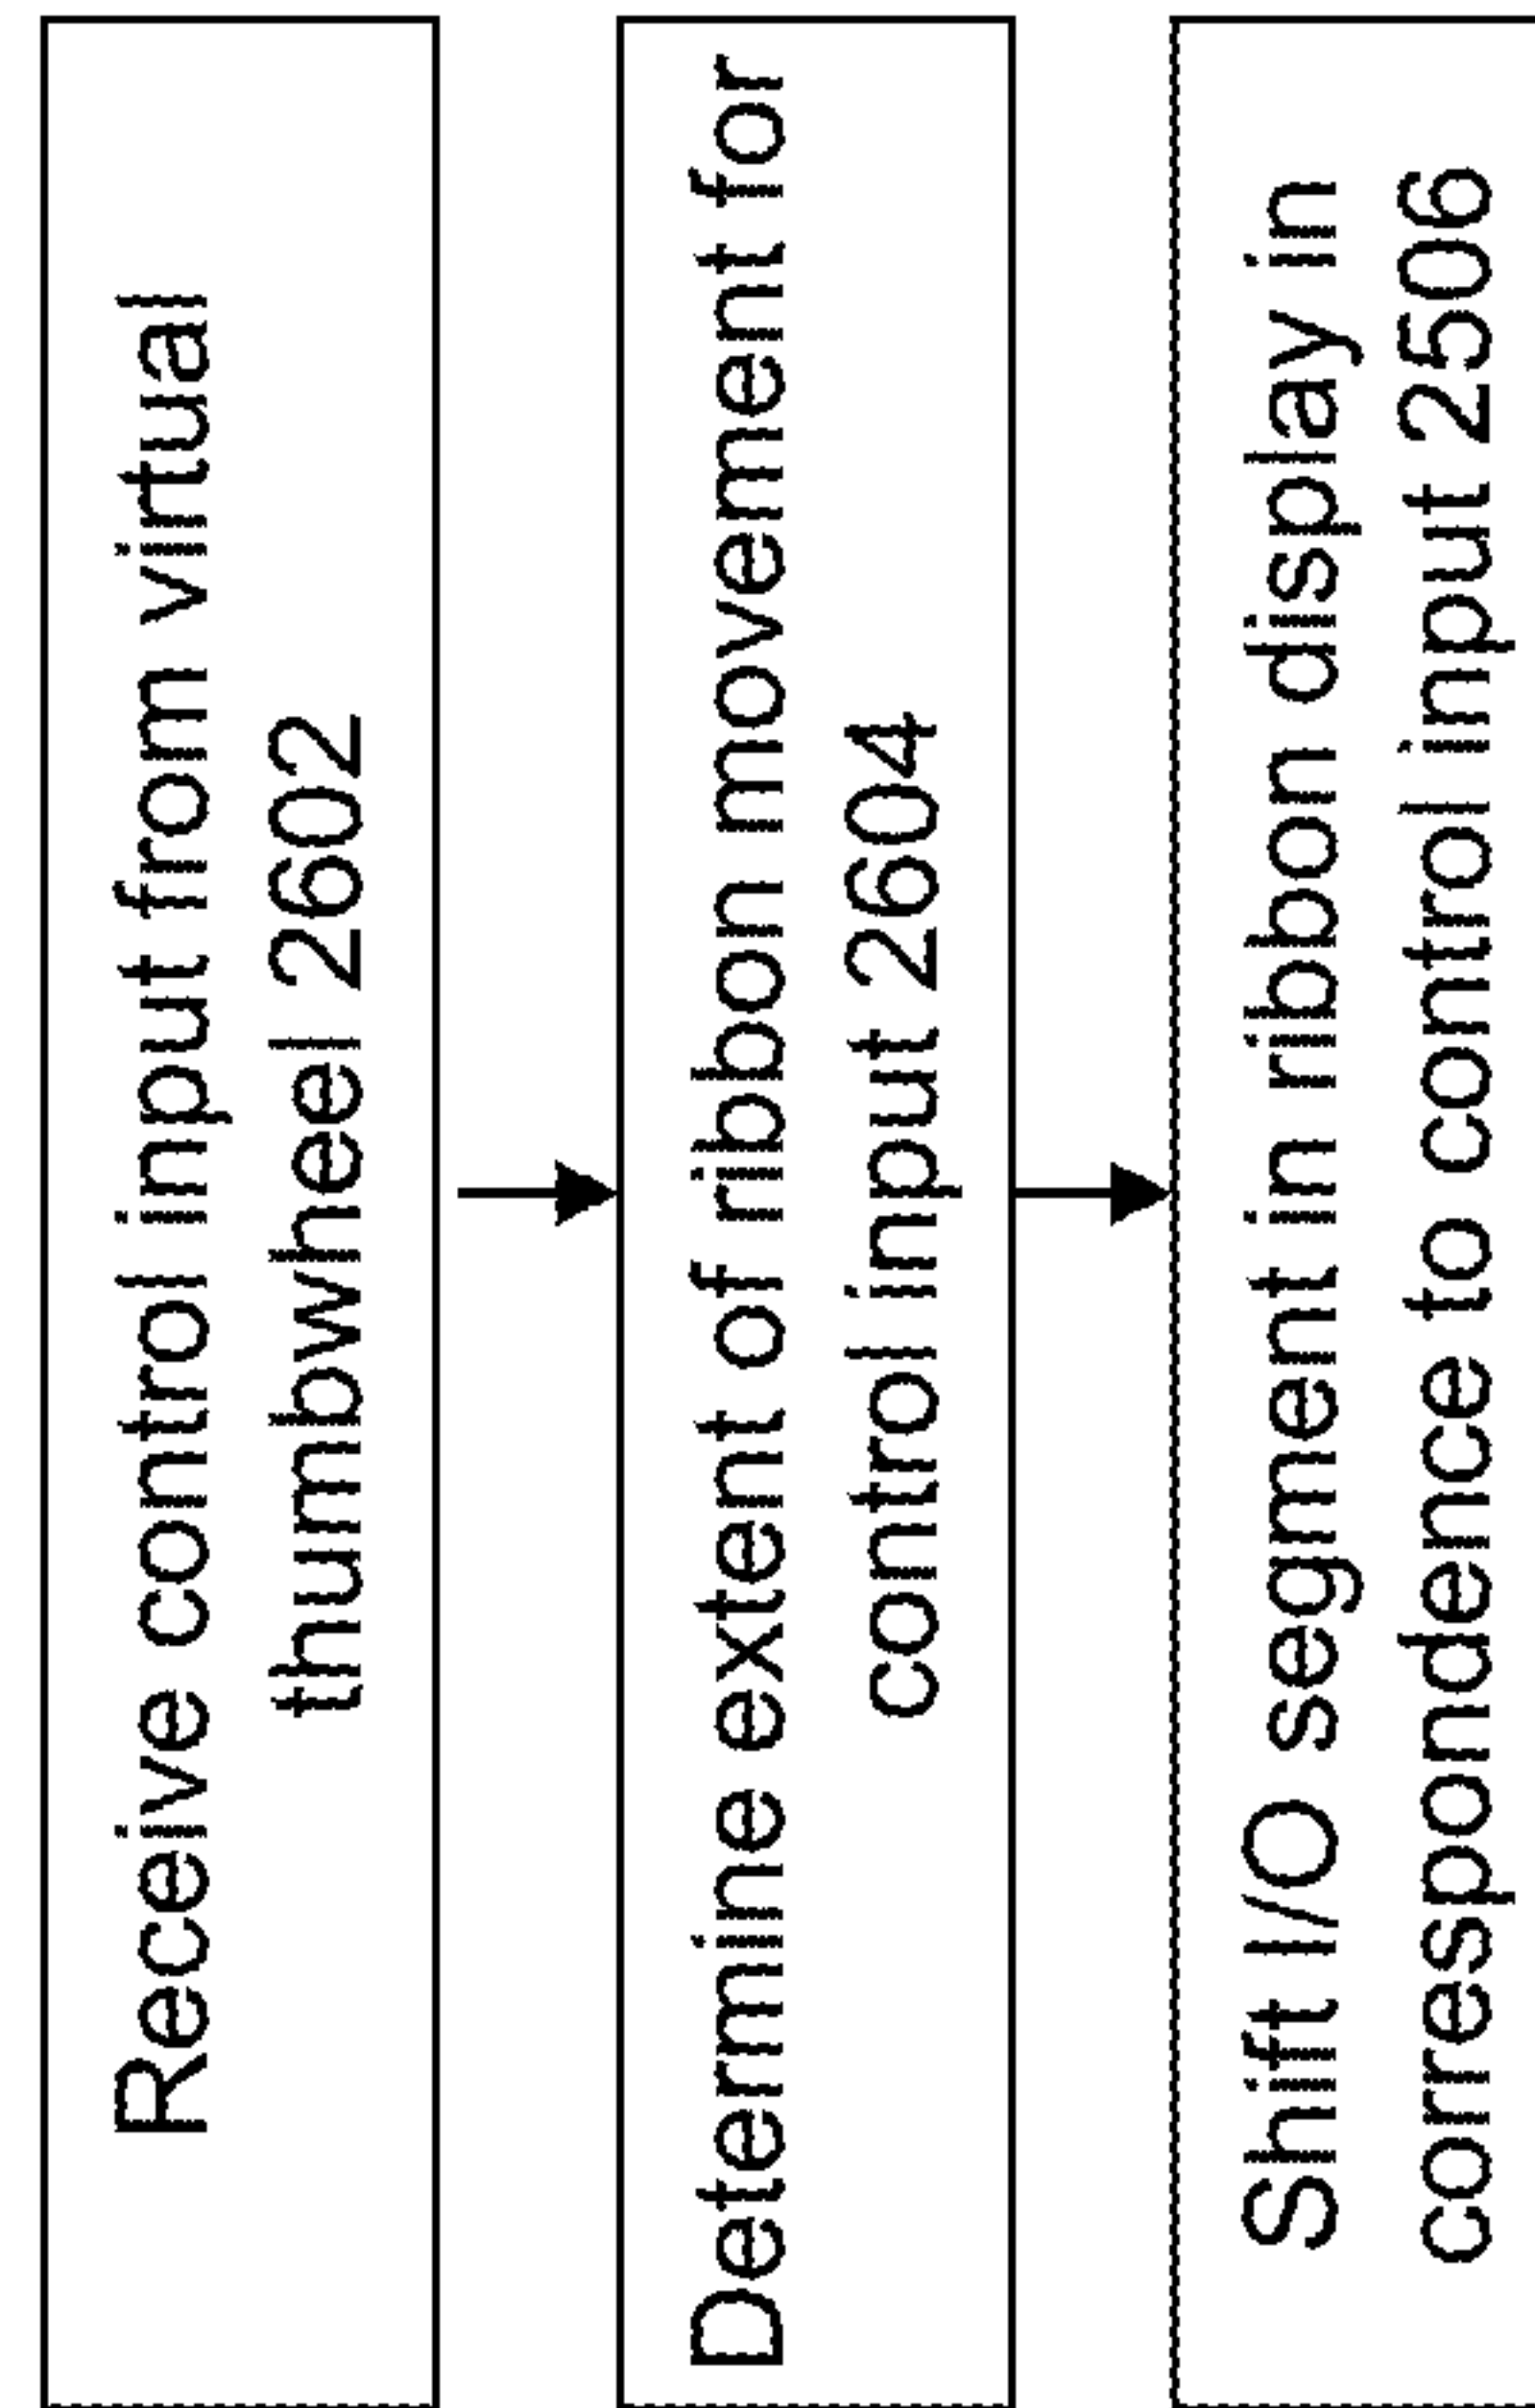 Receive control input from virtual
thumbwheel 2602
Determine extent of ribbon movement for
control input 2604
Shift I/O segment in ribbon display in
correspondence to control input 2506